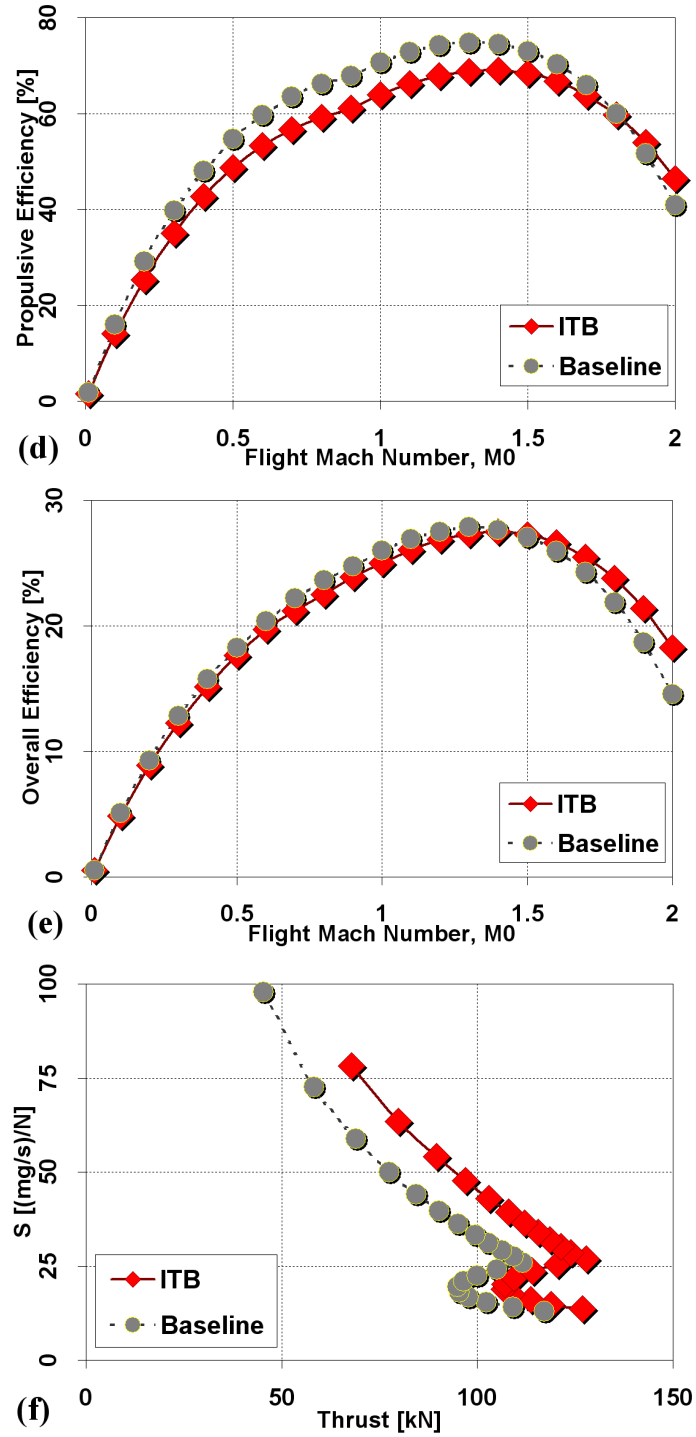 80
60
40
20
0
Propulsive Efficiency [%]
ITB
Baseline
0 0.5 1 1.5 2
(d)
Flight Mach Number, M0
30
20
10
0
Overall Efficiency [%]
ITB
Baseline
0 0.5 1 1.5 2
(e)
Flight Mach Number, M0
100
75
50
25
0
S [(mg/s)/N]
ITB
Baseline
0 50 100 150
(f)
Thrust [kN]